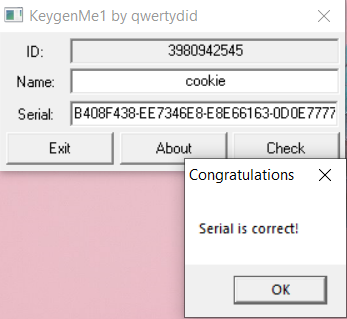 KeygenMe1 by qwertydid
ID: 3980942545
Name: cookie
Serial: B408F438-EE7346E8-E8E66163-0D0E7777
Exit About Check
Congratulations
Serial is correct!
OK